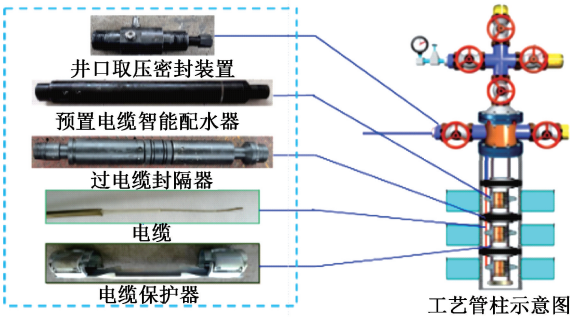 井口取压密封装置
预置电缆智能配水器
过电缆封隔器
电缆
电缆保护器
工艺管柱示意图